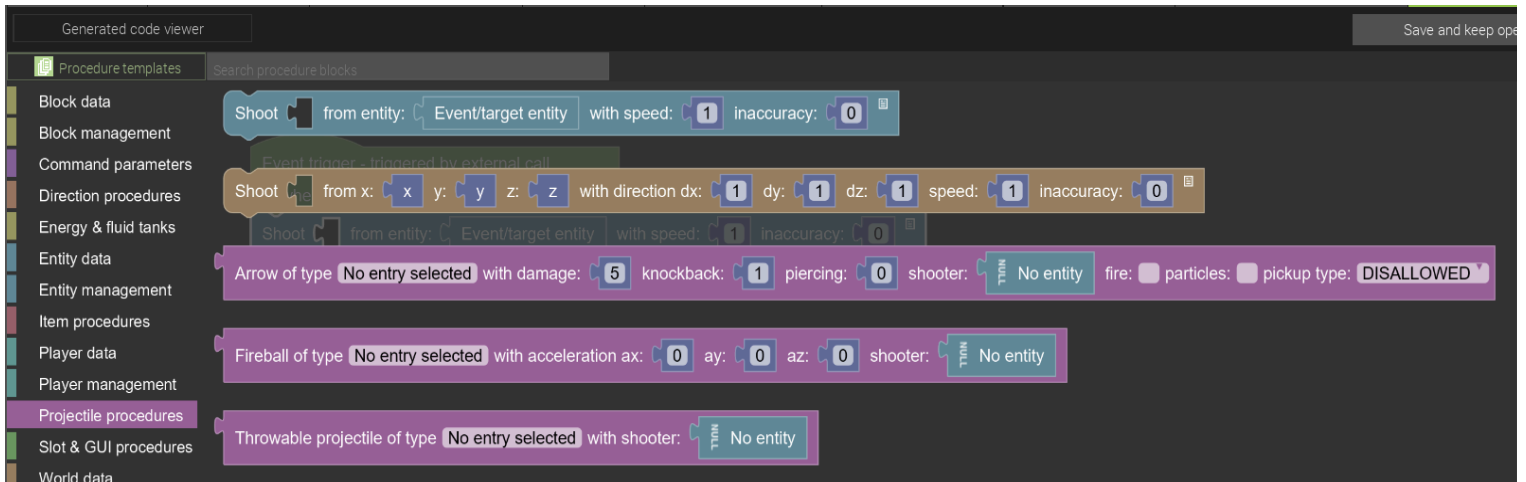 Generated code viewer
Save and keep ope
Procedure templates
Search procedure blocks
Block data
Block management
Command parameters
Direction procedures
Energy & fluid tanks
Entity data
Entity management
Item procedures
Player data
Player management
Projectile procedures
Slot & GUI procedures
World data
Shoot from entity: Event/target entity with speed: 1 inaccuracy: 0
Event trigger - triggered by external call
Shoot from x: x y: y z: z with direction dx: 1 dy: 1 dz: 1 speed: 1 inaccuracy: 0
Shoot from entity: Event/target entity with speed: 1 inaccuracy: 0
Arrow of type No entry selected with damage: 5 knockback: 1 piercing: 0 shooter: NULL No entity fire: particles: pickup type: DISALLOWED
Fireball of type No entry selected with acceleration ax: 0 ay: 0 az: 0 shooter: NULL No entity
Throwable projectile of type No entry selected with shooter: NULL No entity